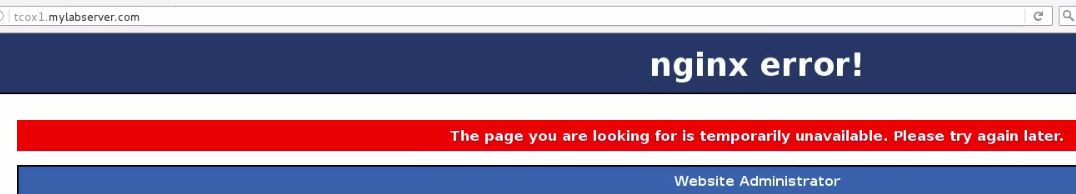 tcox1.mylabserver.com
nginx error!
The page you are looking for is temporarily unavailable. Please try again later.
Website Administrator